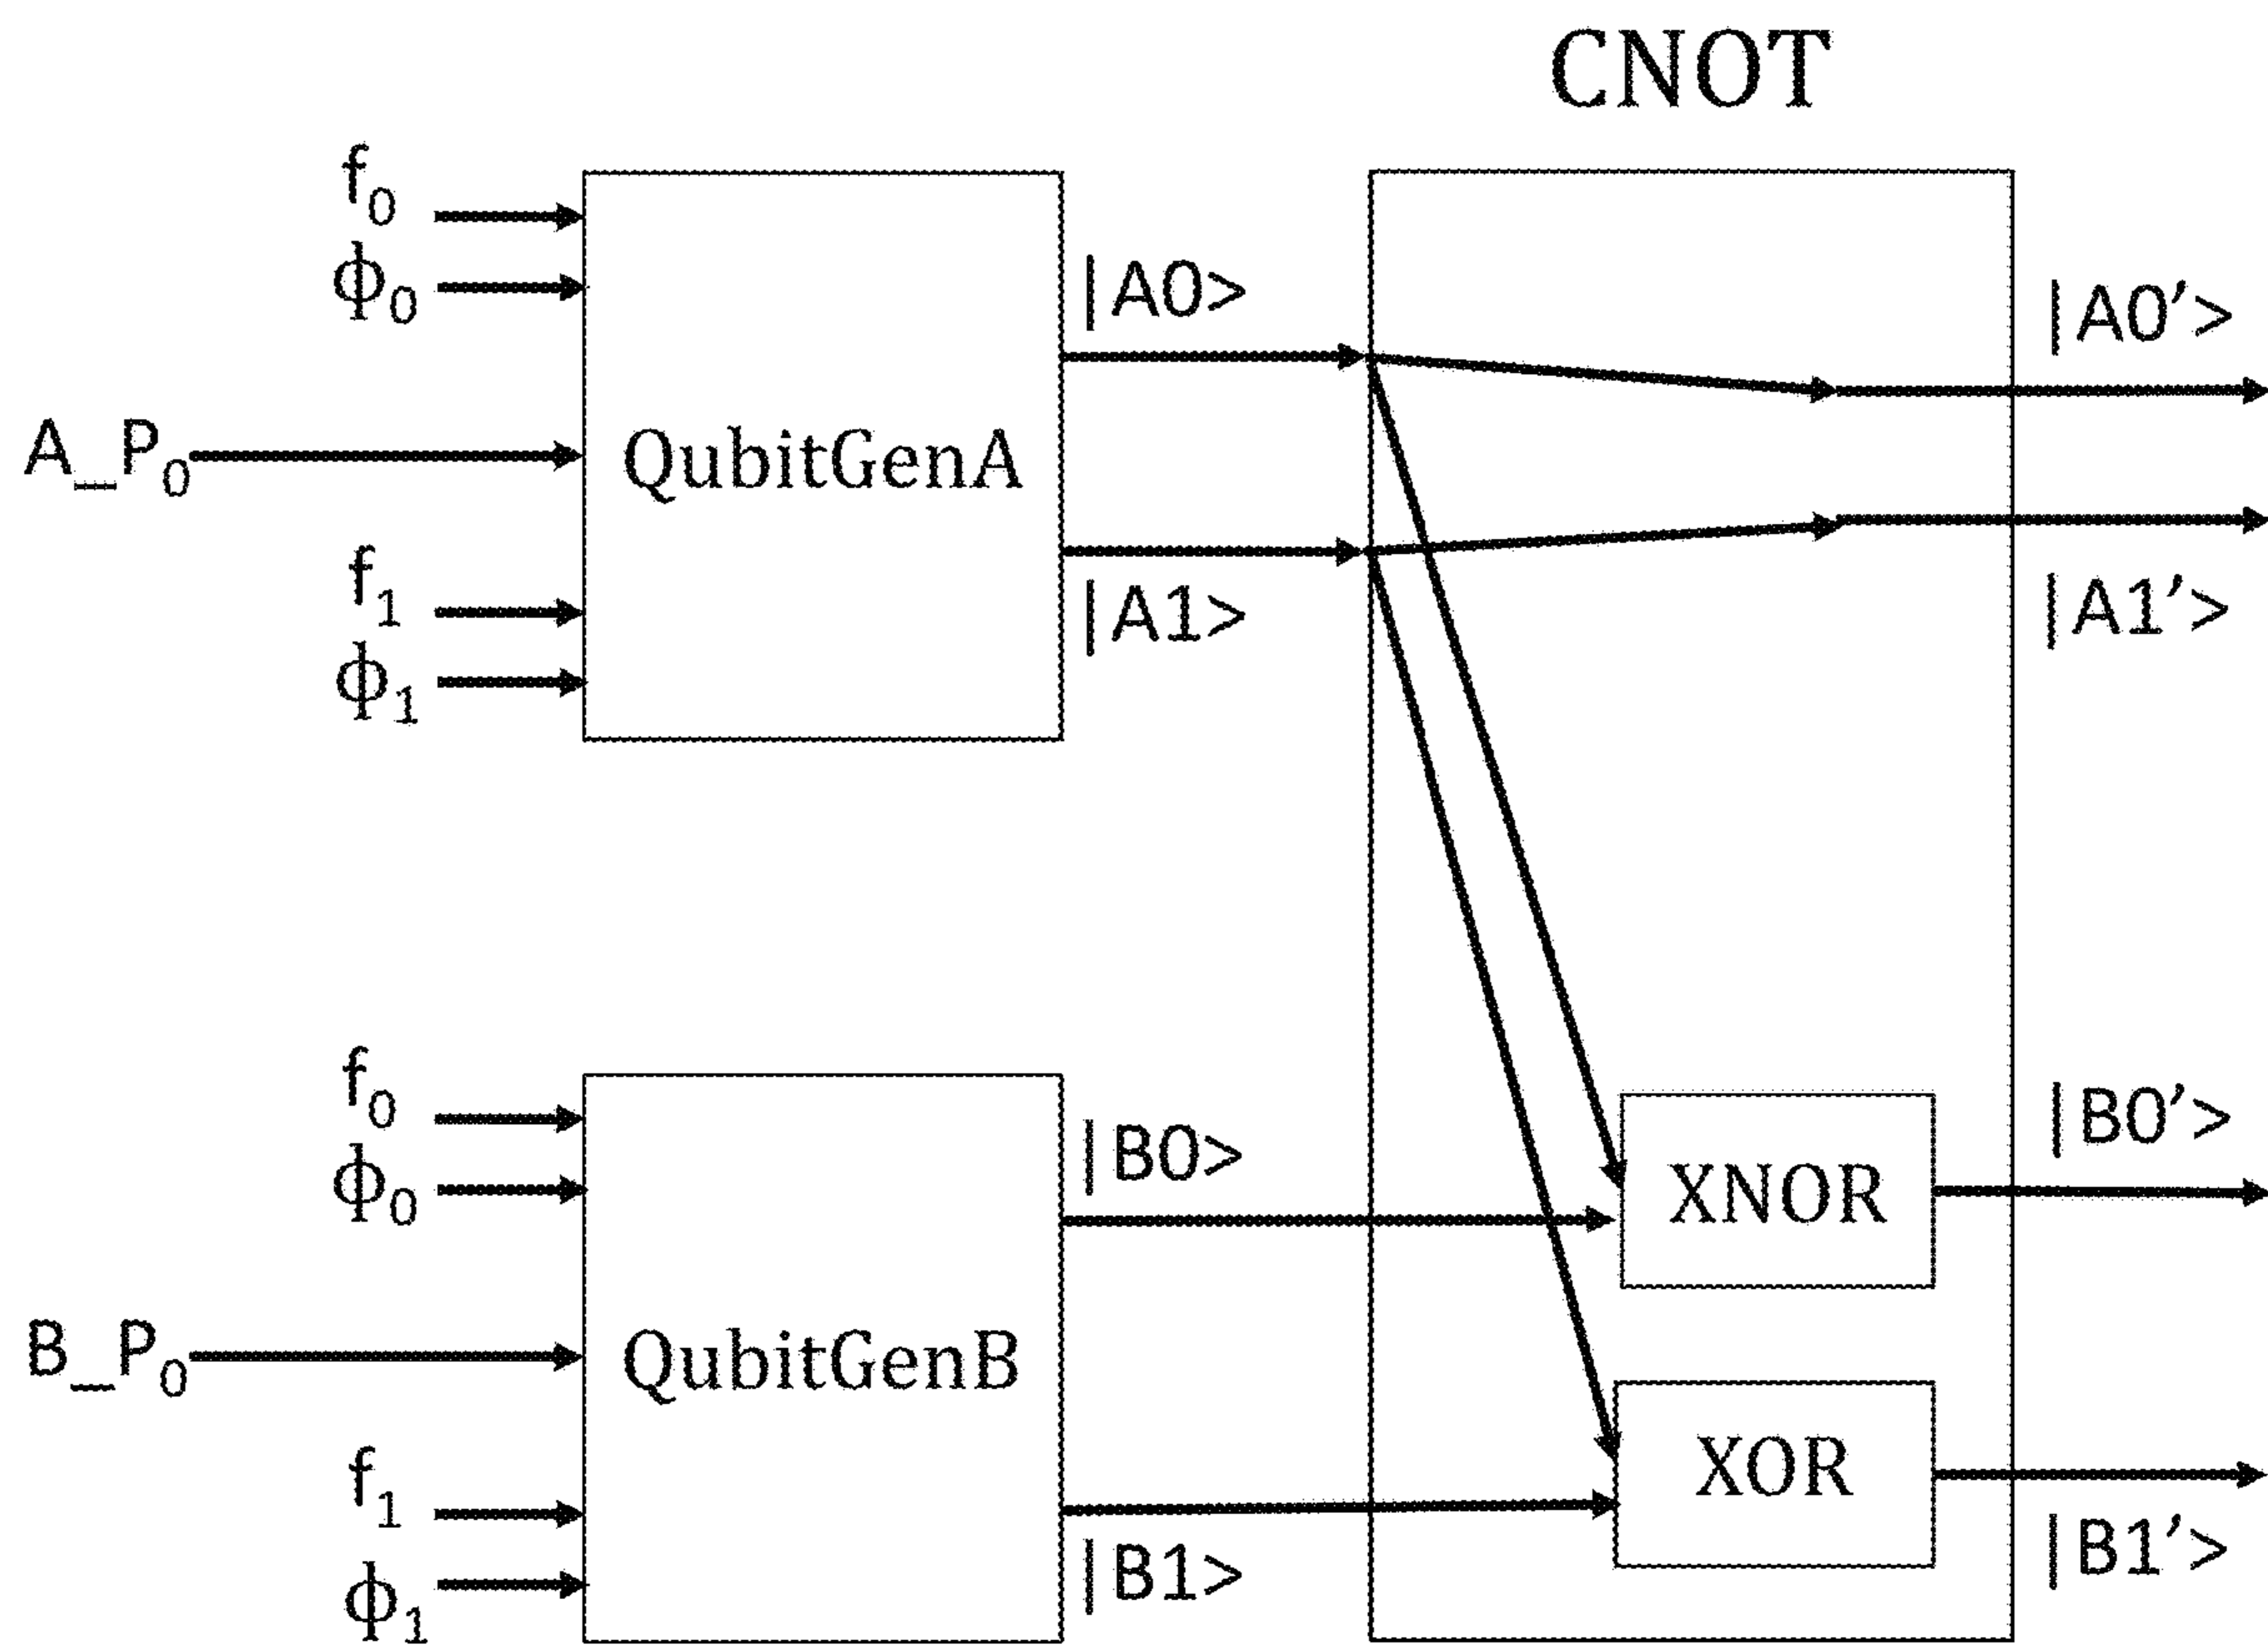 CNOT
f₀
ϕ₀
A_P₀
f₁
ϕ₁
QubitGenA
|A0>
|A1>
|A0’>
|A1’>
f₀
ϕ₀
B_P₀
f₁
ϕ₁
QubitGenB
|B0>
|B1>
XNOR
XOR
|B0’>
|B1’>